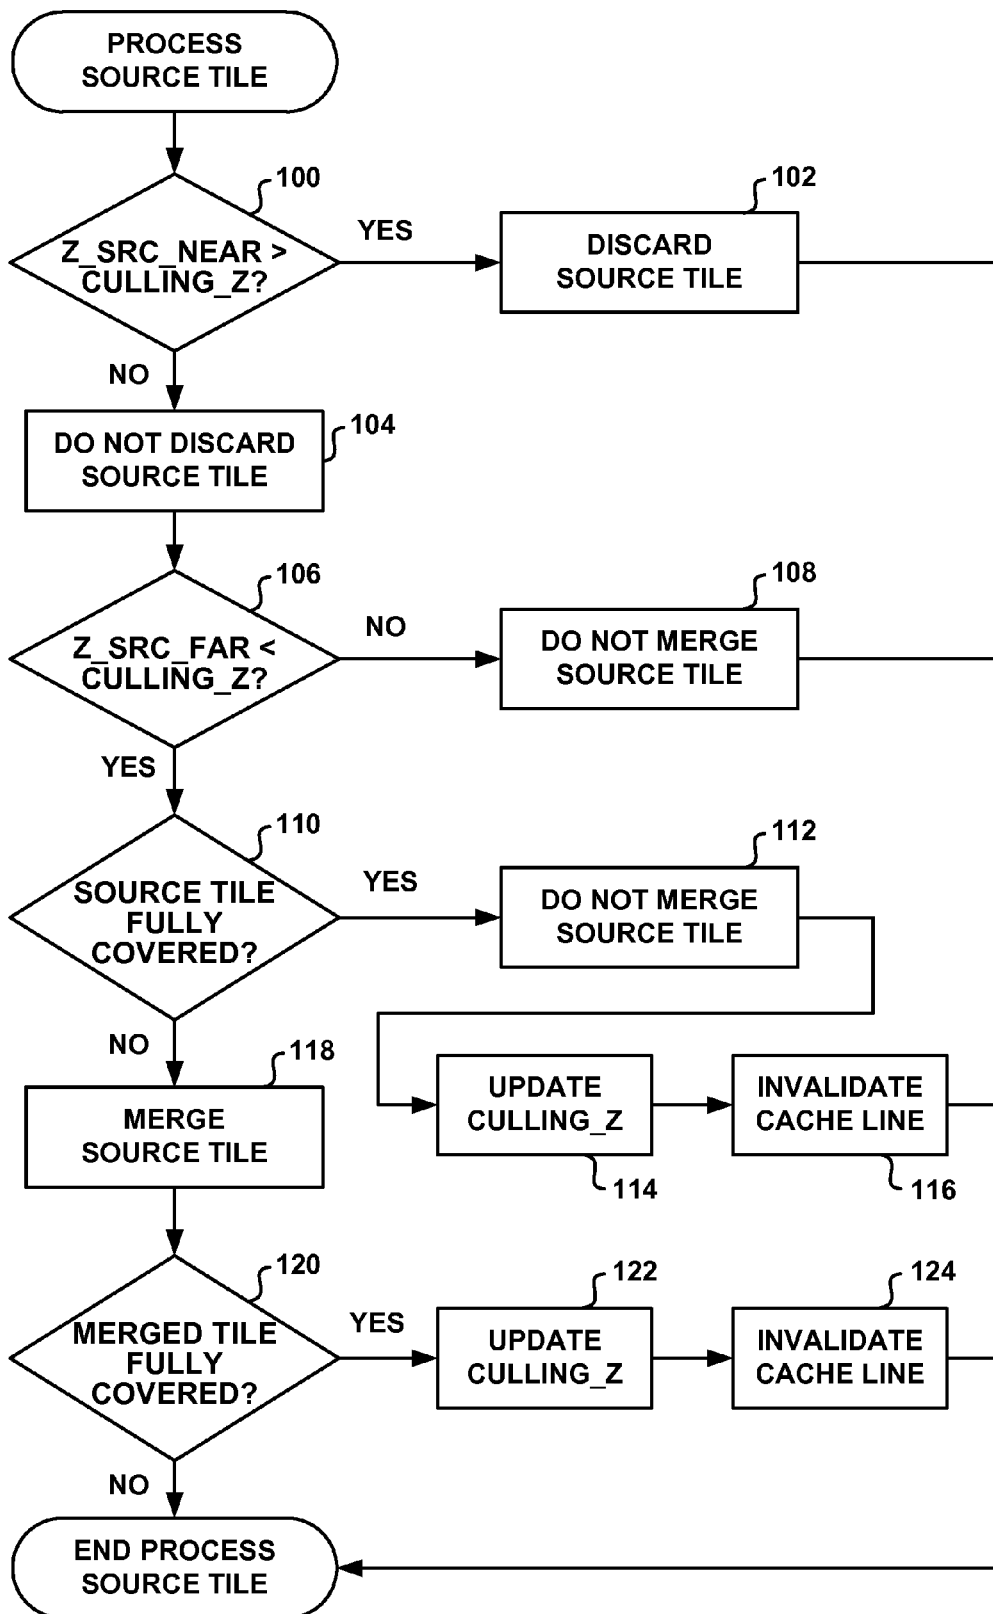 PROCESS
SOURCE TILE
100
Z_SRC_NEAR >
CULLING_Z?
YES
102
DISCARD
SOURCE TILE
NO
104
DO NOT DISCARD
SOURCE TILE
106
Z_SRC_FAR <
CULLING_Z?
NO
108
DO NOT MERGE
SOURCE TILE
YES
110
SOURCE TILE
FULLY
COVERED?
YES
112
DO NOT MERGE
SOURCE TILE
UPDATE
CULLING_Z
114
INVALIDATE
CACHE LINE
116
NO
118
MERGE
SOURCE TILE
120
MERGED TILE
FULLY
COVERED?
YES
122
UPDATE
CULLING_Z
124
INVALIDATE
CACHE LINE
NO
END PROCESS
SOURCE TILE